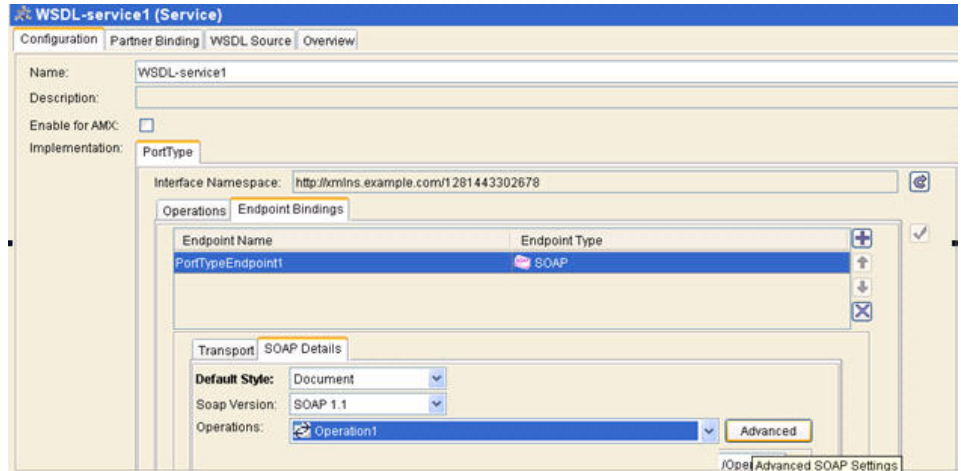 WSDL-service1 (Service)
Configuration Partner Binding WSDL Source Overview
Name: WSDL-service1
Description:
Enable for AMX:
Implementation: PortType
Interface Namespace: http://xmlns.example.com/1281443302678
Operations Endpoint Bindings
Endpoint Name Endpoint Type
PortTypeEndpoint1 SOAP
Transport SOAP Details
Default Style: Document
Soap Version: SOAP 1.1
Operations: Operation1 Advanced
/Ope Advanced SOAP Settings